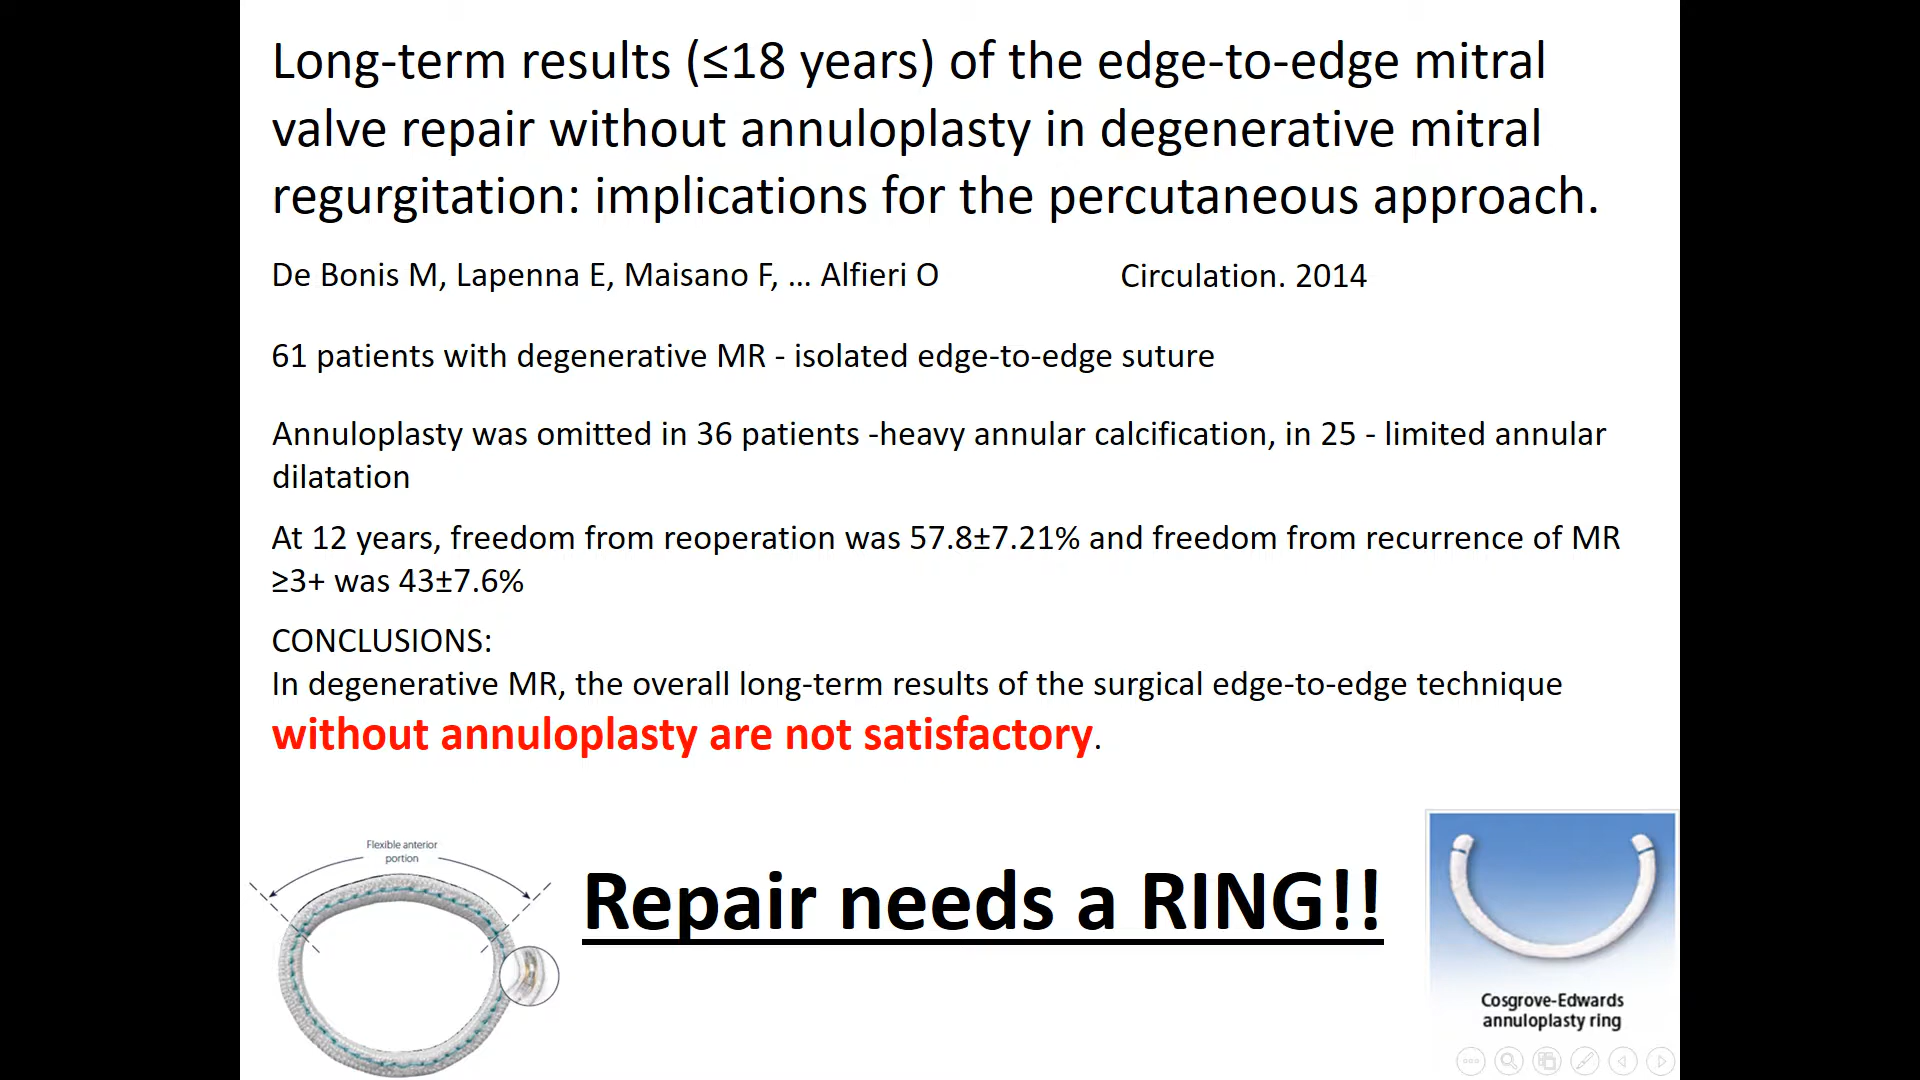 Long-term results (≤18 years) of the edge-to-edge mitral
valve repair without annuloplasty in degenerative mitral
regurgitation: implications for the percutaneous approach.
De Bonis M, Lapenna E, Maisano F, ... Alfieri O
Circulation. 2014
61 patients with degenerative MR - isolated edge-to-edge suture
Annuloplasty was omitted in 36 patients -heavy annular calcification, in 25 - limited annular
dilatation
At 12 years, freedom from reoperation was 57.8±7.21% and freedom from recurrence of MR
≥3+ was 43±7.6%
CONCLUSIONS:
In degenerative MR, the overall long-term results of the surgical edge-to-edge technique
without annuloplasty are not satisfactory.
Flexible anterior
portion
Repair needs a RING!!
Cosgrove-Edwards
annuloplasty ring